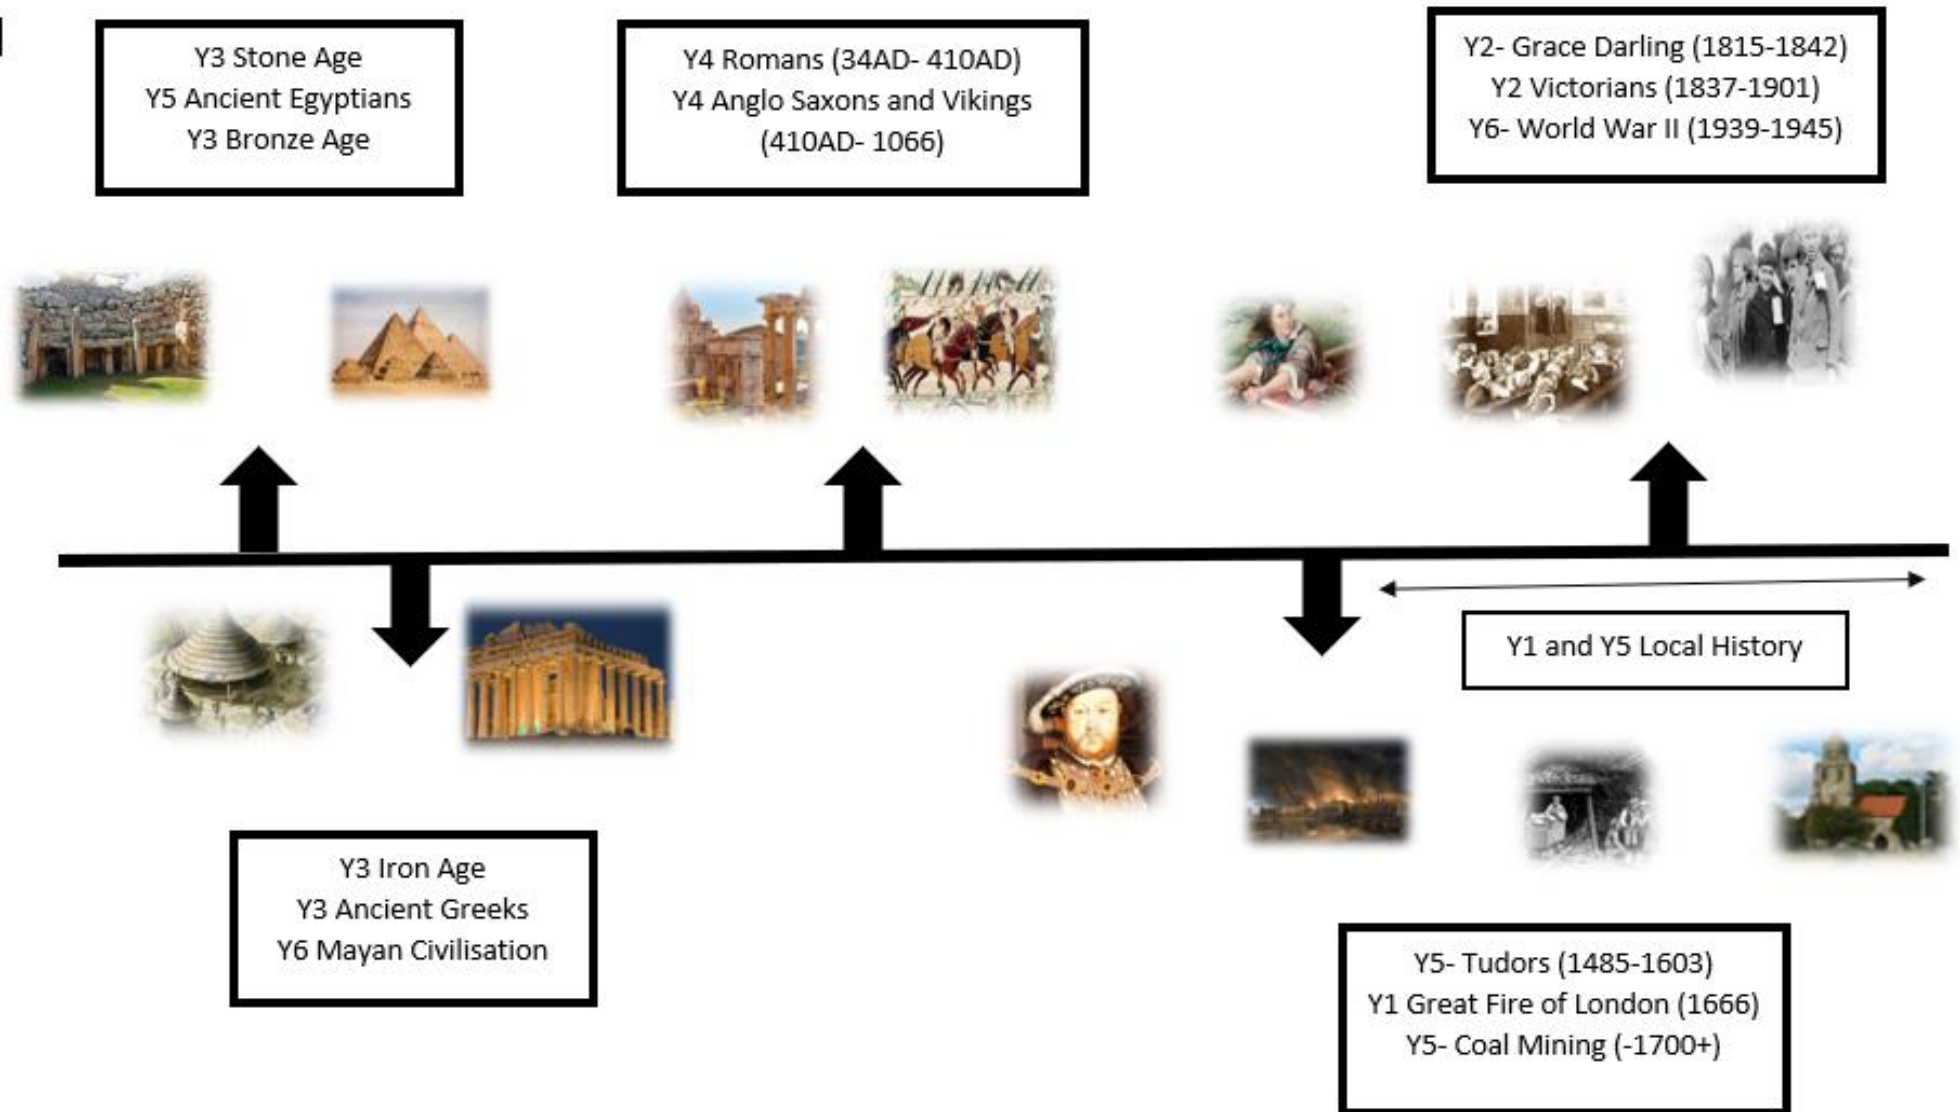 Y3 Stone Age
Y5 Ancient Egyptians
Y3 Bronze Age
Y4 Romans (34AD- 410AD)
Y4 Anglo Saxons and Vikings
(410AD- 1066)
Y2- Grace Darling (1815-1842)
Y2 Victorians (1837-1901)
Y6- World War II (1939-1945)
Y1 and Y5 Local History
Y3 Iron Age
Y3 Ancient Greeks
Y6 Mayan Civilisation
Y5- Tudors (1485-1603)
Y1 Great Fire of London (1666)
Y5- Coal Mining (-1700+)